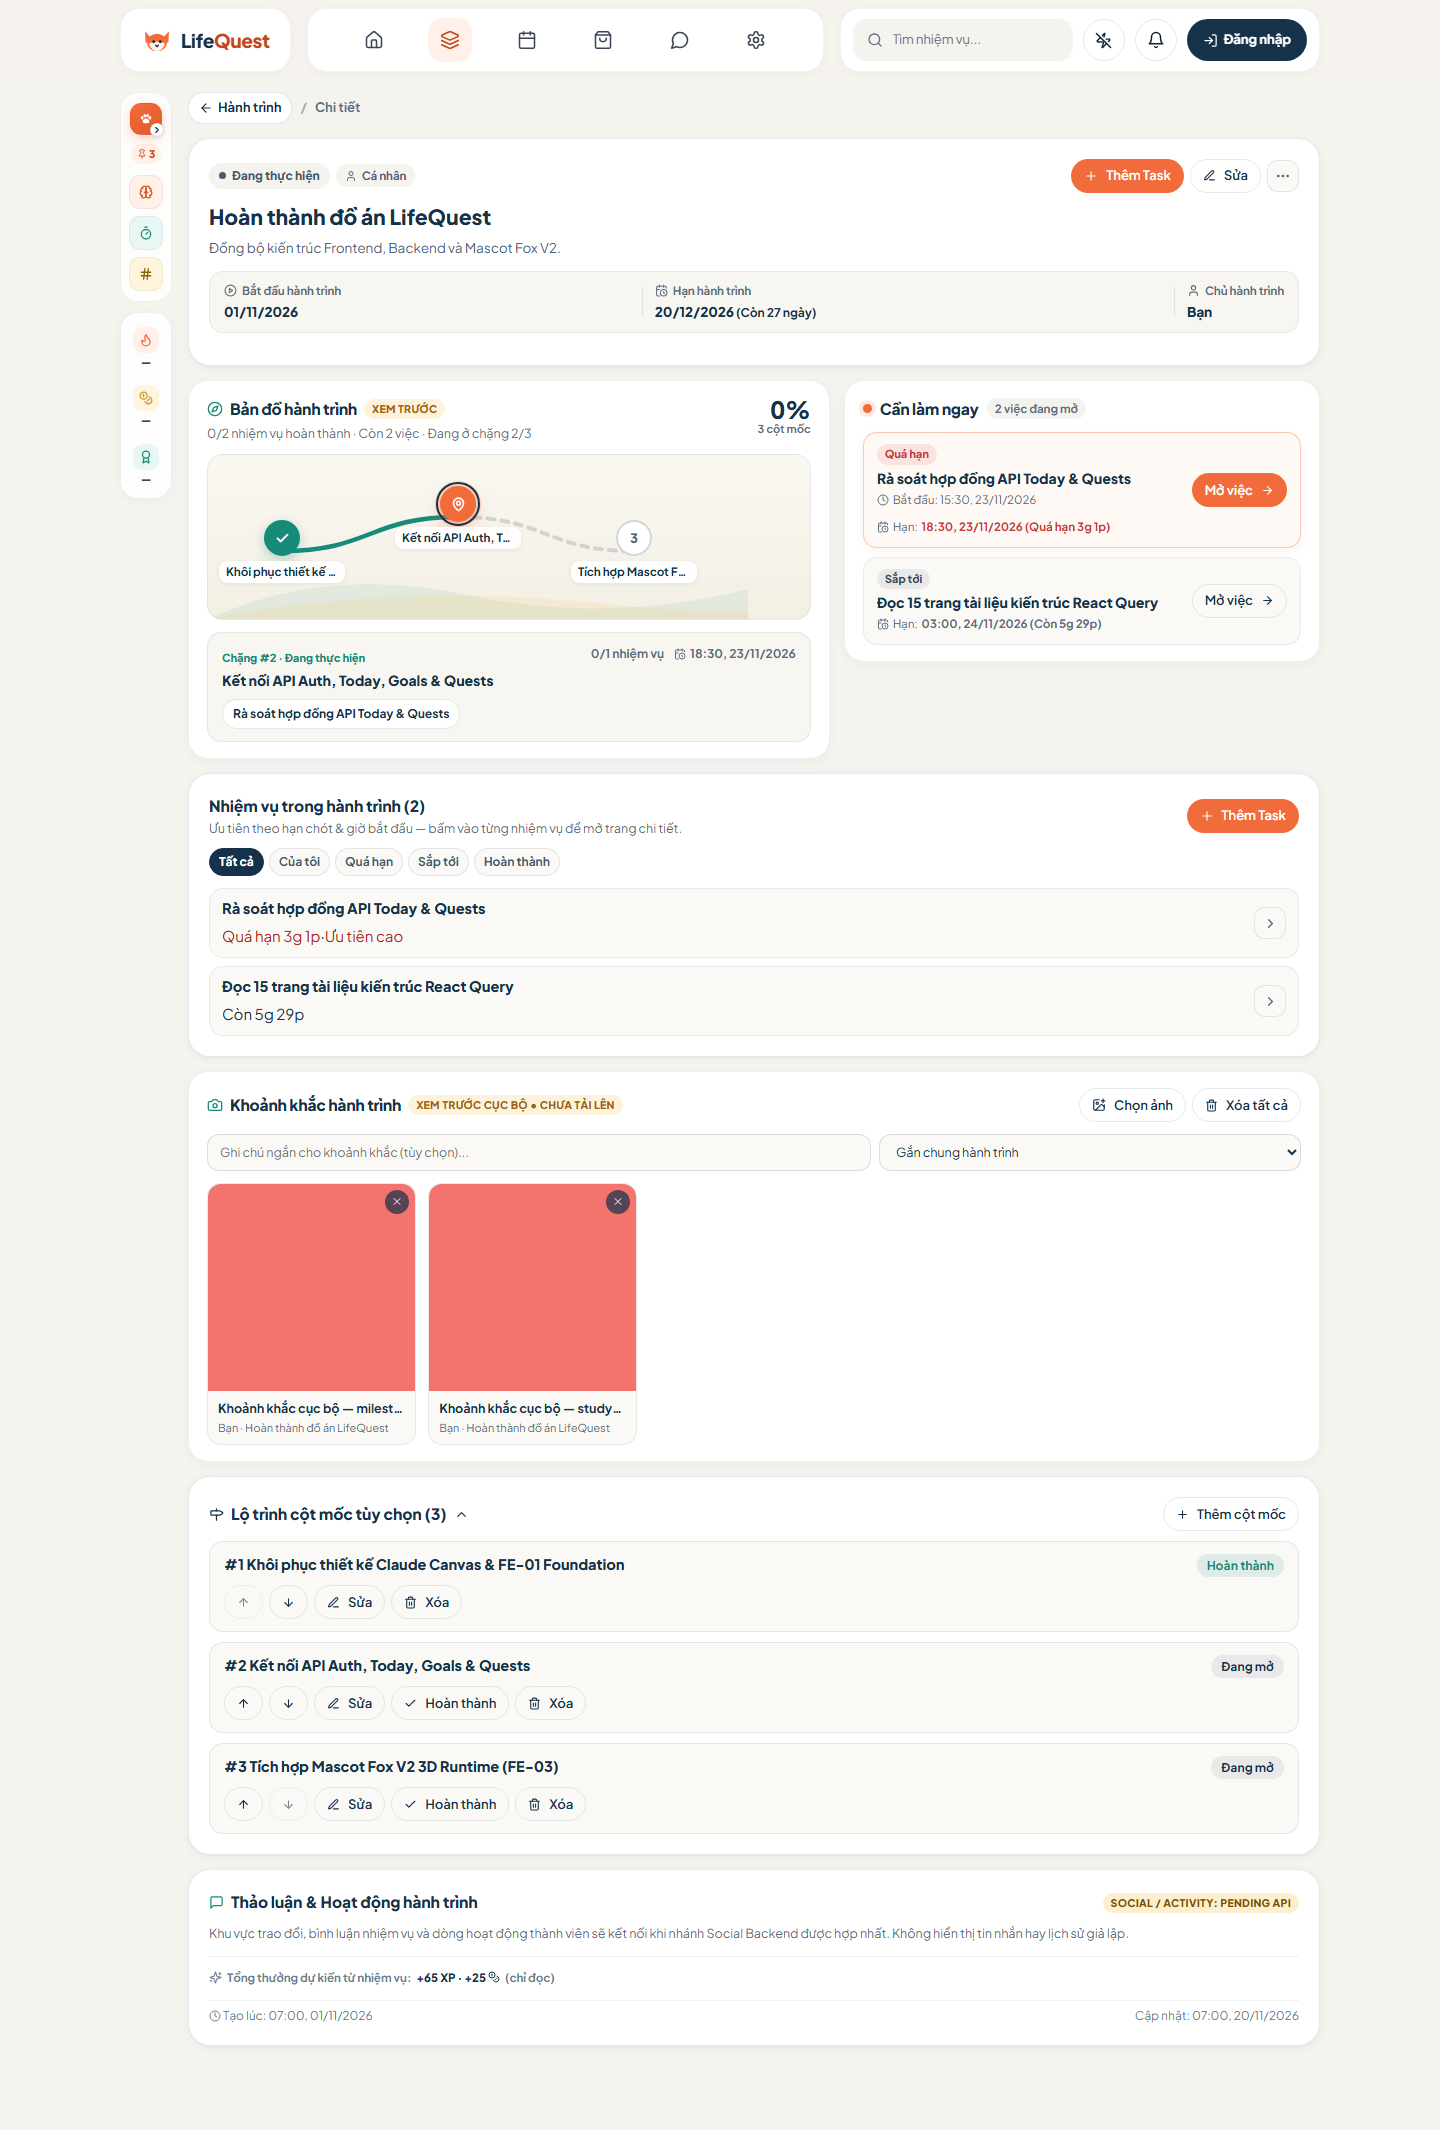 LifeQuest
Tìm nhiệm vụ...
Đăng nhập
3
Hành trình / Chi tiết
Đang thực hiện
Cá nhân
Thêm Task
Sửa
Hoàn thành đồ án LifeQuest
Đồng bộ kiến trúc Frontend, Backend và Mascot Fox V2.
Bắt đầu hành trình
01/11/2026
Hạn hành trình
20/12/2026 (Còn 27 ngày)
Chủ hành trình
Bạn
–
–
–
Bản đồ hành trình
XEM TRƯỚC
0%
0/2 nhiệm vụ hoàn thành · Còn 2 việc · Đang ở chặng 2/3
3 cột mốc
Kết nối API Auth, T...
3
Khôi phục thiết kế ...
Tích hợp Mascot F...
Chặng #2 · Đang thực hiện
0/1 nhiệm vụ
18:30, 23/11/2026
Kết nối API Auth, Today, Goals & Quests
Rà soát hợp đồng API Today & Quests
Cần làm ngay
2 việc đang mở
Quá hạn
Rà soát hợp đồng API Today & Quests
Bắt đầu: 15:30, 23/11/2026
Hạn: 18:30, 23/11/2026 (Quá hạn 3g 1p)
Mở việc
Sắp tới
Đọc 15 trang tài liệu kiến trúc React Query
Hạn: 03:00, 24/11/2026 (Còn 5g 29p)
Mở việc
Nhiệm vụ trong hành trình (2)
Ưu tiên theo hạn chót & giờ bắt đầu — bấm vào từng nhiệm vụ để mở trang chi tiết.
Thêm Task
Tất cả
Của tôi
Quá hạn
Sắp tới
Hoàn thành
Rà soát hợp đồng API Today & Quests
Quá hạn 3g 1p·Ưu tiên cao
Đọc 15 trang tài liệu kiến trúc React Query
Còn 5g 29p
Khoảnh khắc hành trình
XEM TRƯỚC CỤC BỘ • CHƯA TẢI LÊN
Chọn ảnh
Xóa tất cả
Ghi chú ngắn cho khoảnh khắc (tùy chọn)...
Gắn chung hành trình
Khoảnh khắc cục bộ — milest...
Bạn · Hoàn thành đồ án LifeQuest
Khoảnh khắc cục bộ — study...
Bạn · Hoàn thành đồ án LifeQuest
Lộ trình cột mốc tùy chọn (3)
Thêm cột mốc
#1 Khôi phục thiết kế Claude Canvas & FE-01 Foundation
Hoàn thành
Sửa
Xóa
#2 Kết nối API Auth, Today, Goals & Quests
Đang mở
Sửa
Hoàn thành
Xóa
#3 Tích hợp Mascot Fox V2 3D Runtime (FE-03)
Đang mở
Sửa
Hoàn thành
Xóa
Thảo luận & Hoạt động hành trình
SOCIAL / ACTIVITY: PENDING API
Khu vực trao đổi, bình luận nhiệm vụ và dòng hoạt động thành viên sẽ kết nối khi nhánh Social Backend được hợp nhất. Không hiển thị tin nhắn hay lịch sử giả lập.
Tổng thưởng dự kiến từ nhiệm vụ: +65 XP · +25 (chỉ đọc)
Tạo lúc: 07:00, 01/11/2026
Cập nhật: 07:00, 20/11/2026